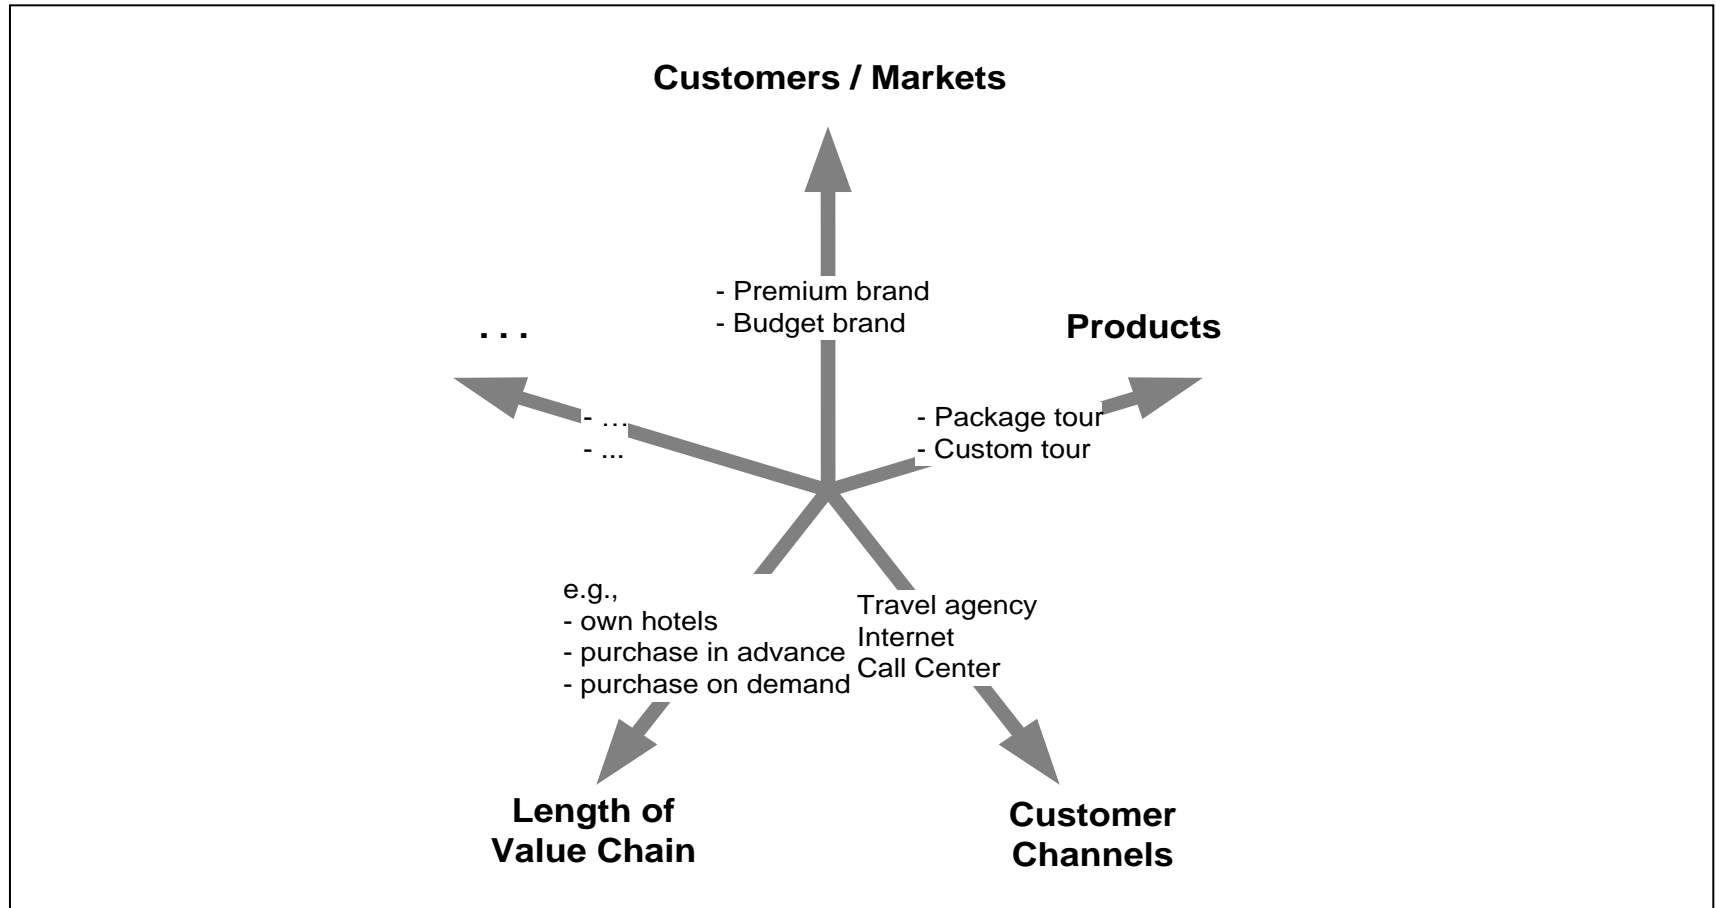 Customers / Markets
- Premium brand
- Budget brand
. . .
Products
- …
- ...
- Package tour
- Custom tour
e.g.,
- own hotels
- purchase in advance
- purchase on demand
Travel agency
Internet
Call Center
Length of
Value Chain
Customer
Channels